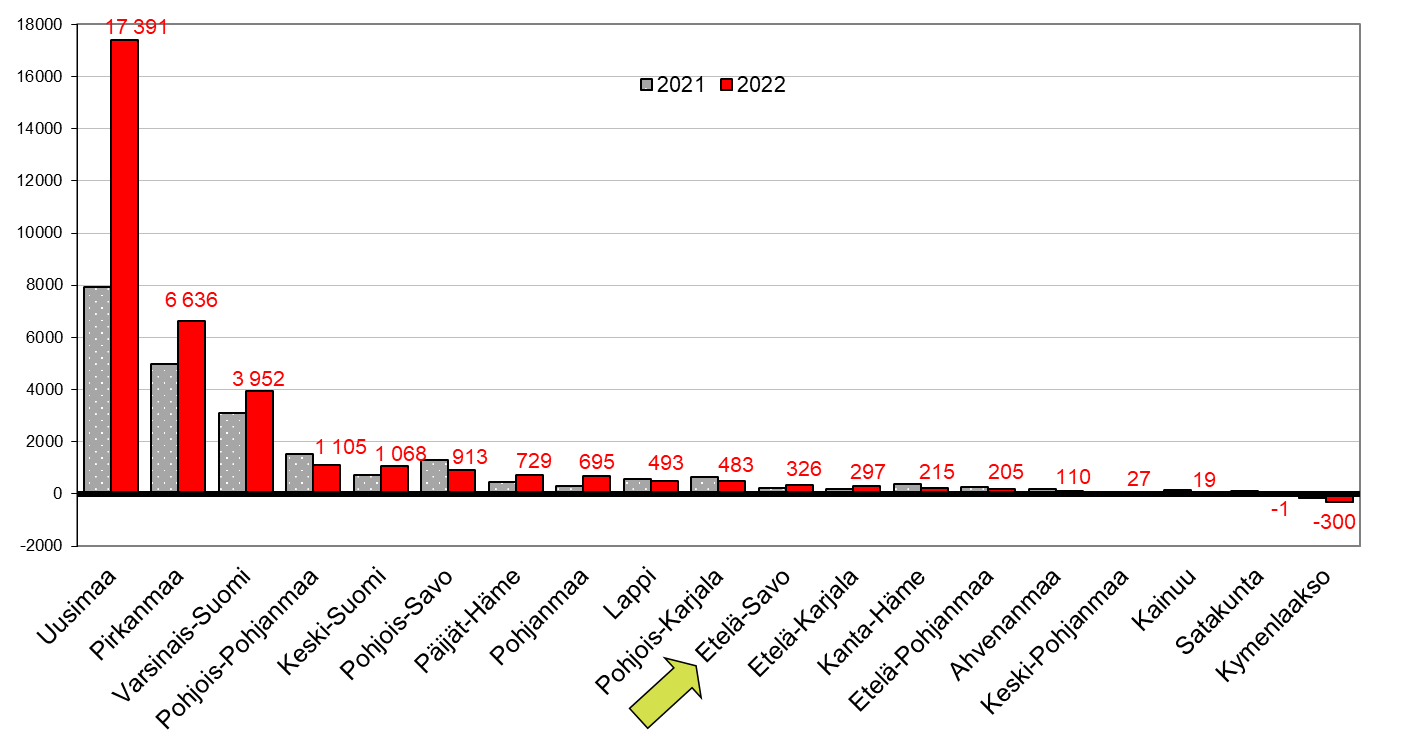 18000
16000
14000
12000
10000
8000
6000
4000
2000
0
-2000
2021 2022
17 391
6 636
3 952
1 105
1 068
913
729
695
493
483
326
297
215
205
110
27
19
-1
-300
Uusimaa
Pirkanmaa
Varsinais-Suomi
Pohjois-Pohjanmaa
Keski-Suomi
Pohjois-Savo
Päijät-Häme
Pohjanmaa
Lappi
Pohjois-Karjala
Etelä-Savo
Etelä-Karjala
Kanta-Häme
Etelä-Pohjanmaa
Ahvenanmaa
Keski-Pohjanmaa
Kainuu
Satakunta
Kymenlaakso